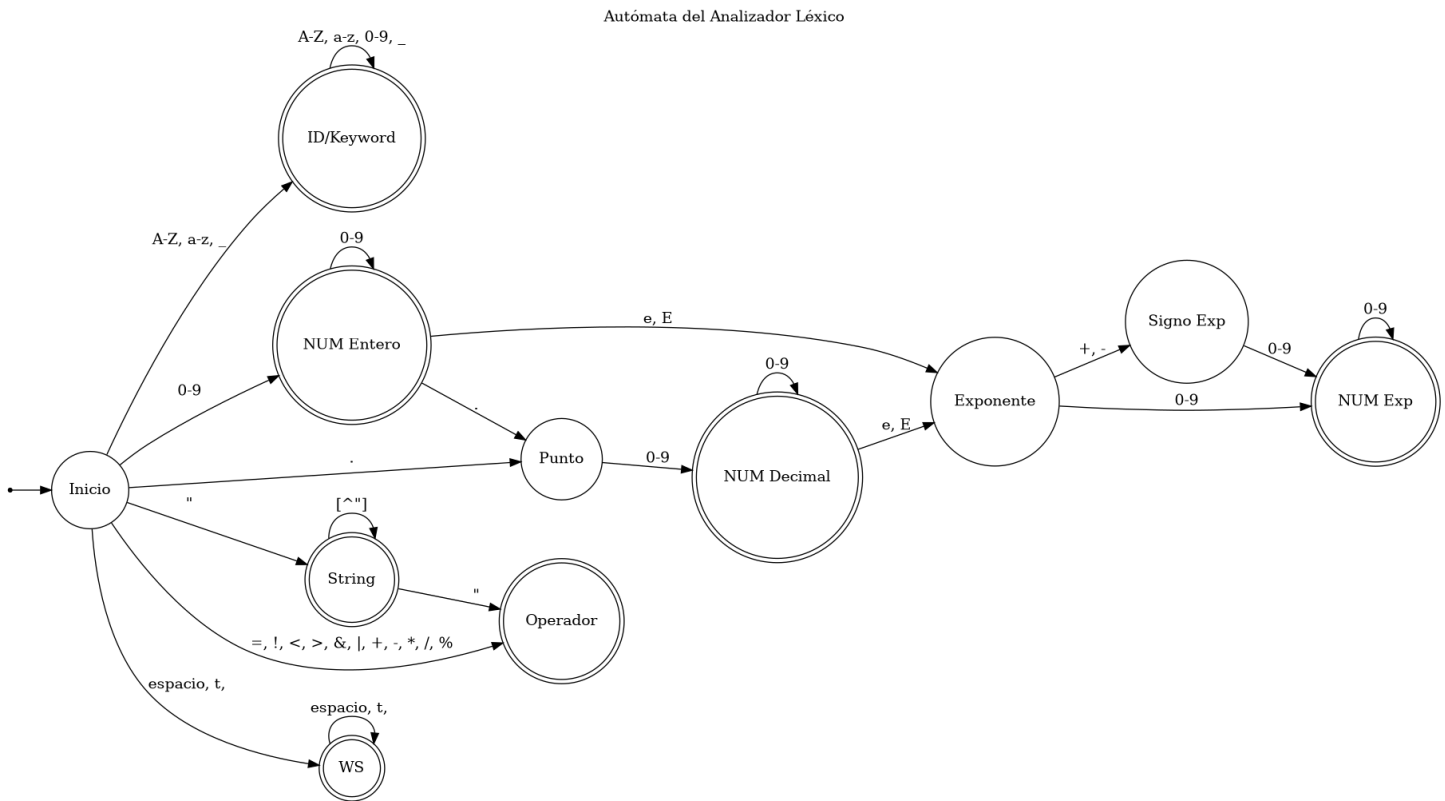 Autómata del Analizador Léxico
A-Z, a-z, 0-9, _
ID/Keyword
A-Z, a-z, _
0-9
NUM Entero
0-9
e, E
.
.
Inicio
Punto
0-9
0-9
NUM Decimal
e, E
Exponente
+, -
Signo Exp
0-9
0-9
0-9
NUM Exp
"
[^"]
String
"
Operador
=, !, <, >, &, |, +, -, *, /, %
espacio, t,
espacio, t,
WS